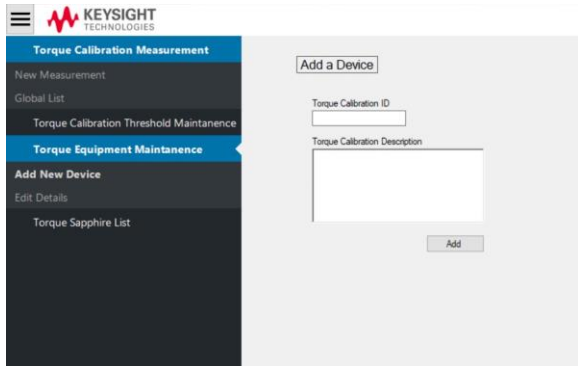 KEYSIGHT
TECHNOLOGIES
Torque Calibration Measurement
New Measurement
Global List
Torque Calibration Threshold Maintanence
Torque Equipment Maintanence
Add New Device
Edit Details
Torque Sapphire List
Add a Device
Torque Calibration ID
Torque Calibration Description
Add